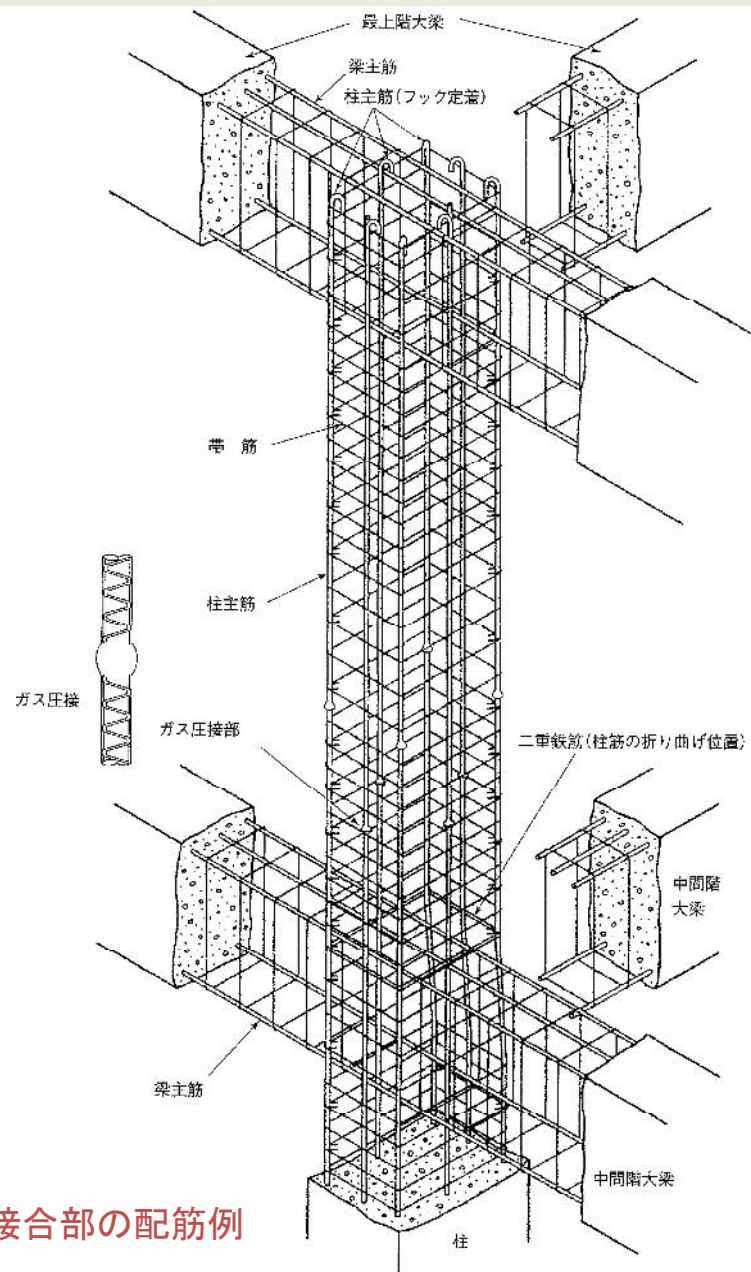 最上階大梁
梁主筋
柱主筋(フック定着)
帯 筋
柱主筋
ガス圧接
ガス圧接部
二重鉄筋(柱筋の折り曲げ位置)
中間階
大梁
梁主筋
中間階大梁
柱
接合部の配筋例